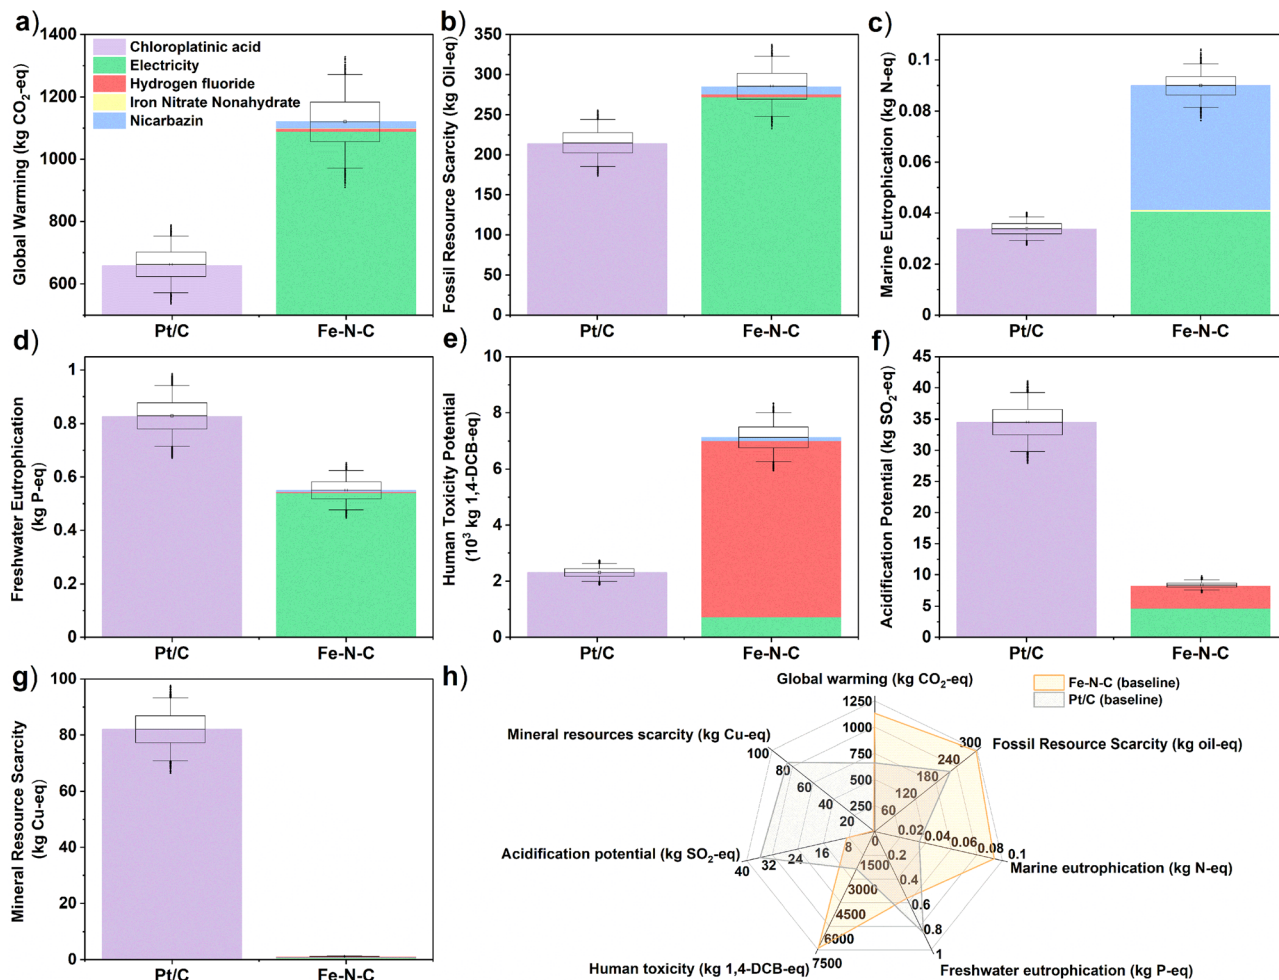 a)
Global Warming (kg CO2-eq)
1400
1200
1000
800
600
Chloroplatinic acid
Electricity
Hydrogen fluoride
Iron Nitrate Nonahydrate
Nicarbazin
Pt/C
Fe-N-C
b)
Fossil Resource Scarcity (kg Oil-eq)
350
300
250
200
150
100
50
0
Pt/C
Fe-N-C
c)
Marine Eutrophication (kg N-eq)
0.1
0.08
0.06
0.04
0.02
0
Pt/C
Fe-N-C
d)
Freshwater Eutrophication
(kg P-eq)
1
0.8
0.6
0.4
0.2
0
Pt/C
Fe-N-C
e)
Human Toxicity Potential
(10³ kg 1,4-DCB-eq)
10
8
6
4
2
0
Pt/C
Fe-N-C
f)
Acidification Potential (kg SO2-eq)
45
40
35
30
25
20
15
10
5
0
Pt/C
Fe-N-C
g)
Mineral Resource Scarcity
(kg Cu-eq)
100
80
60
40
20
0
Pt/C
Fe-N-C
h)
Fe-N-C (baseline)
Pt/C (baseline)
Global warming (kg CO2-eq)
1250
1000
750
500
250
0
Fossil Resource Scarcity (kg oil-eq)
300
240
180
120
60
Marine eutrophication (kg N-eq)
0.1
0.08
0.06
0.04
0.02
Freshwater eutrophication (kg P-eq)
1
0.8
0.6
0.4
0.2
Human toxicity (kg 1,4-DCB-eq)
7500
6000
4500
3000
1500
Acidification potential (kg SO2-eq)
40
32
24
16
8
Mineral resources scarcity (kg Cu-eq)
100
80
60
40
20